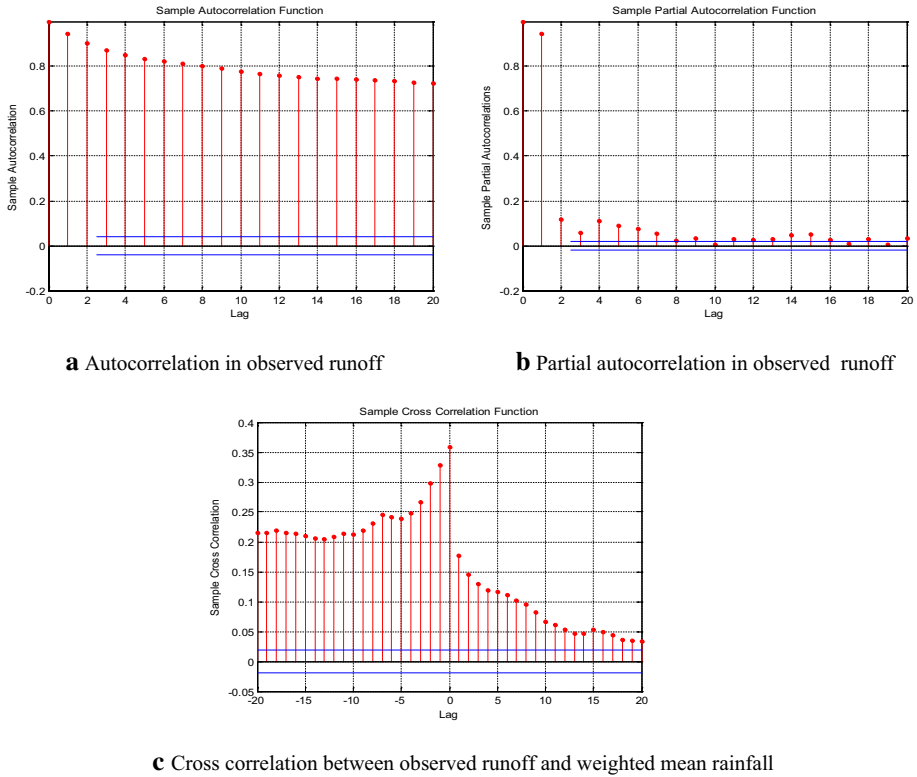 Sample Autocorrelation Function
Sample Autocorrelation
0.8
0.6
0.4
0.2
0
-0.2
0 2 4 6 8 10 12 14 16 18 20
Lag
Sample Partial Autocorrelation Function
Sample Partial Autocorrelations
0.8
0.6
0.4
0.2
0
-0.2
0 2 4 6 8 10 12 14 16 18 20
Lag
a Autocorrelation in observed runoff
b Partial autocorrelation in observed runoff
Sample Cross Correlation Function
Sample Cross Correlation
0.4
0.35
0.3
0.25
0.2
0.15
0.1
0.05
0
-0.05
-20 -15 -10 -5 0 5 10 15 20
Lag
c Cross correlation between observed runoff and weighted mean rainfall